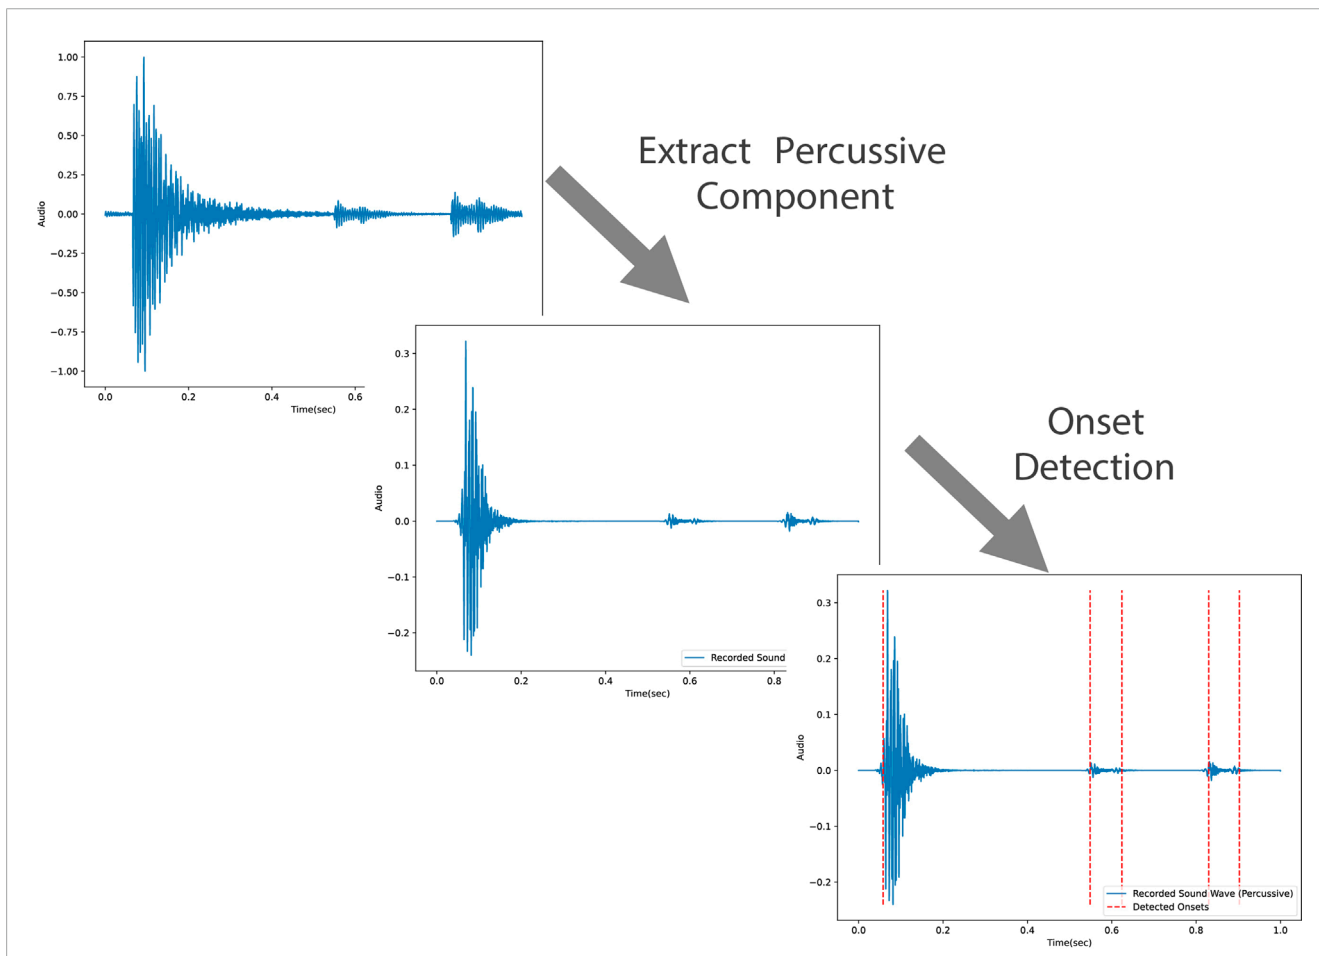 1.00
0.75
0.50
0.25
0.00
−0.25
−0.50
−0.75
−1.00
Audio
0.0 0.2 0.4 0.6
Time(sec)
Extract Percussive
Component
0.3
0.2
0.1
0.0
−0.1
−0.2
Audio
Recorded Sound
0.0 0.2 0.4 0.6 0.8
Time(sec)
Onset
Detection
0.3
0.2
0.1
0.0
−0.1
−0.2
Audio
Recorded Sound Wave (Percussive)
Detected Onsets
0.0 0.2 0.4 0.6 0.8 1.0
Time(sec)